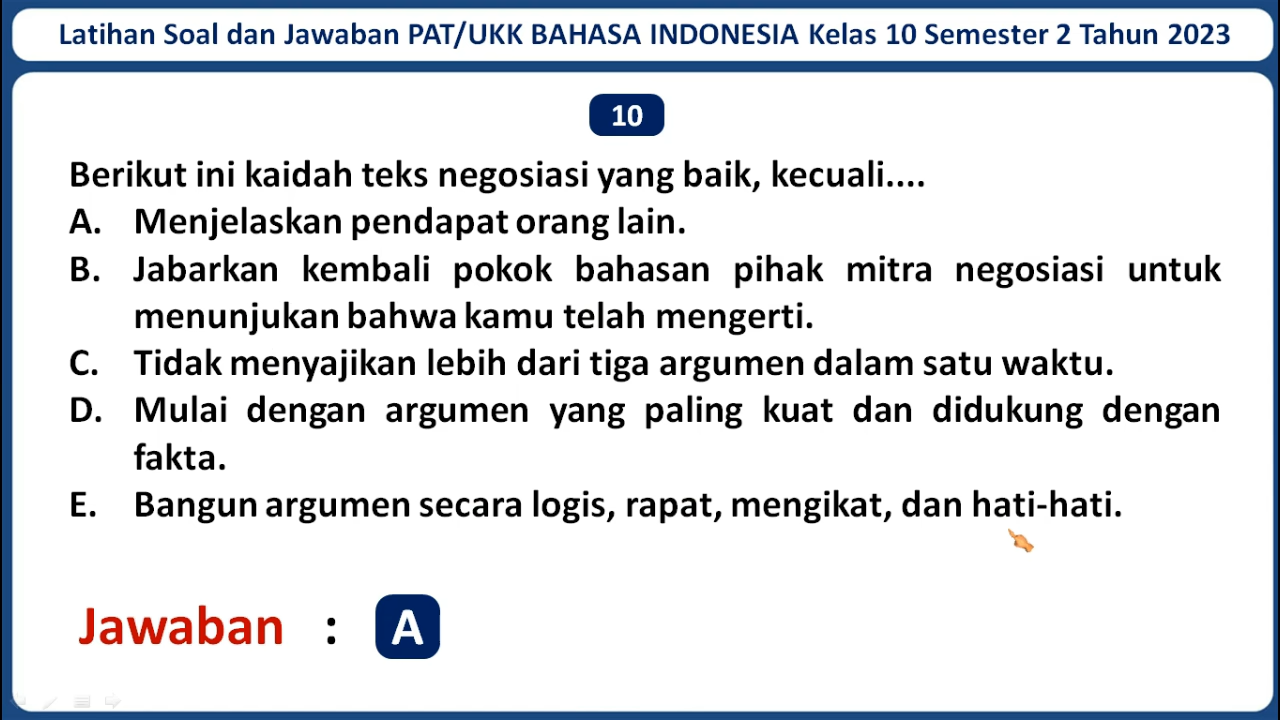 Latihan Soal dan Jawaban PAT/UKK BAHASA INDONESIA Kelas 10 Semester 2 Tahun 2023
10
Berikut ini kaidah teks negosiasi yang baik, kecuali....
A. Menjelaskan pendapat orang lain.
B. Jabarkan kembali pokok bahasan pihak mitra negosiasi untuk
menunjukan bahwa kamu telah mengerti.
C. Tidak menyajikan lebih dari tiga argumen dalam satu waktu.
D. Mulai dengan argumen yang paling kuat dan didukung dengan
fakta.
E. Bangun argumen secara logis, rapat, mengikat, dan hati-hati.
Jawaban : A